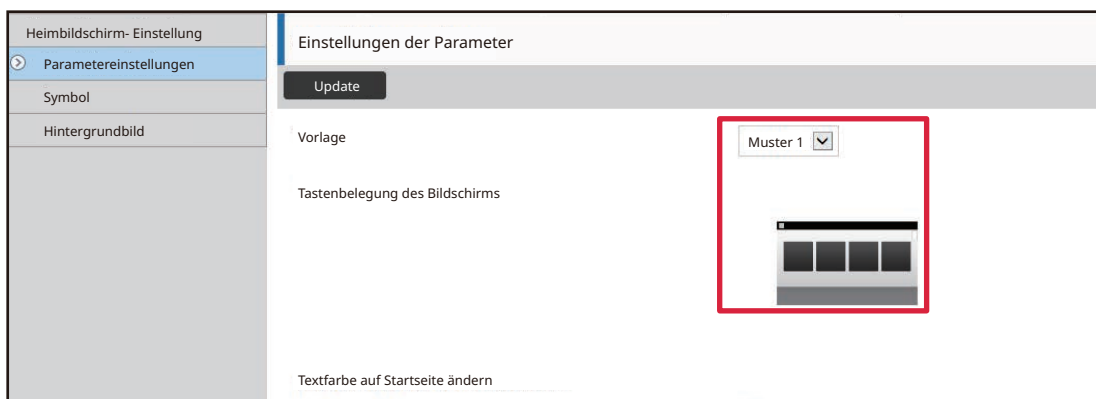 Heimbildschirm- Einstellung
Parametereinstellungen
Symbol
Hintergrundbild
Einstellungen der Parameter
Update
Vorlage
Muster 1
Tastenbelegung des Bildschirms
Textfarbe auf Startseite ändern